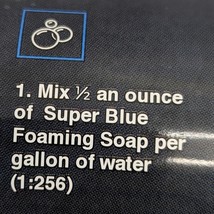 1. Mix ½ an ounce
of Super Blue
Foaming Soap per
gallon of water
(1:256)